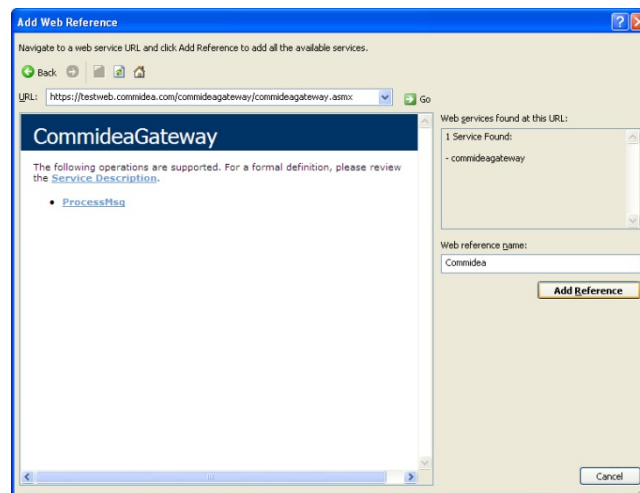 Add Web Reference
Navigate to a web service URL and click Add Reference to add all the available services.
Back
URL: https://testweb.commidea.com/commideagateway/commideagateway.asmx Go
CommideaGateway
The following operations are supported. For a formal definition, please review
the Service Description.
• ProcessMsg
Web services found at this URL:
1 Service Found:
- commideagateway
Web reference name:
Commidea
Add Reference
Cancel